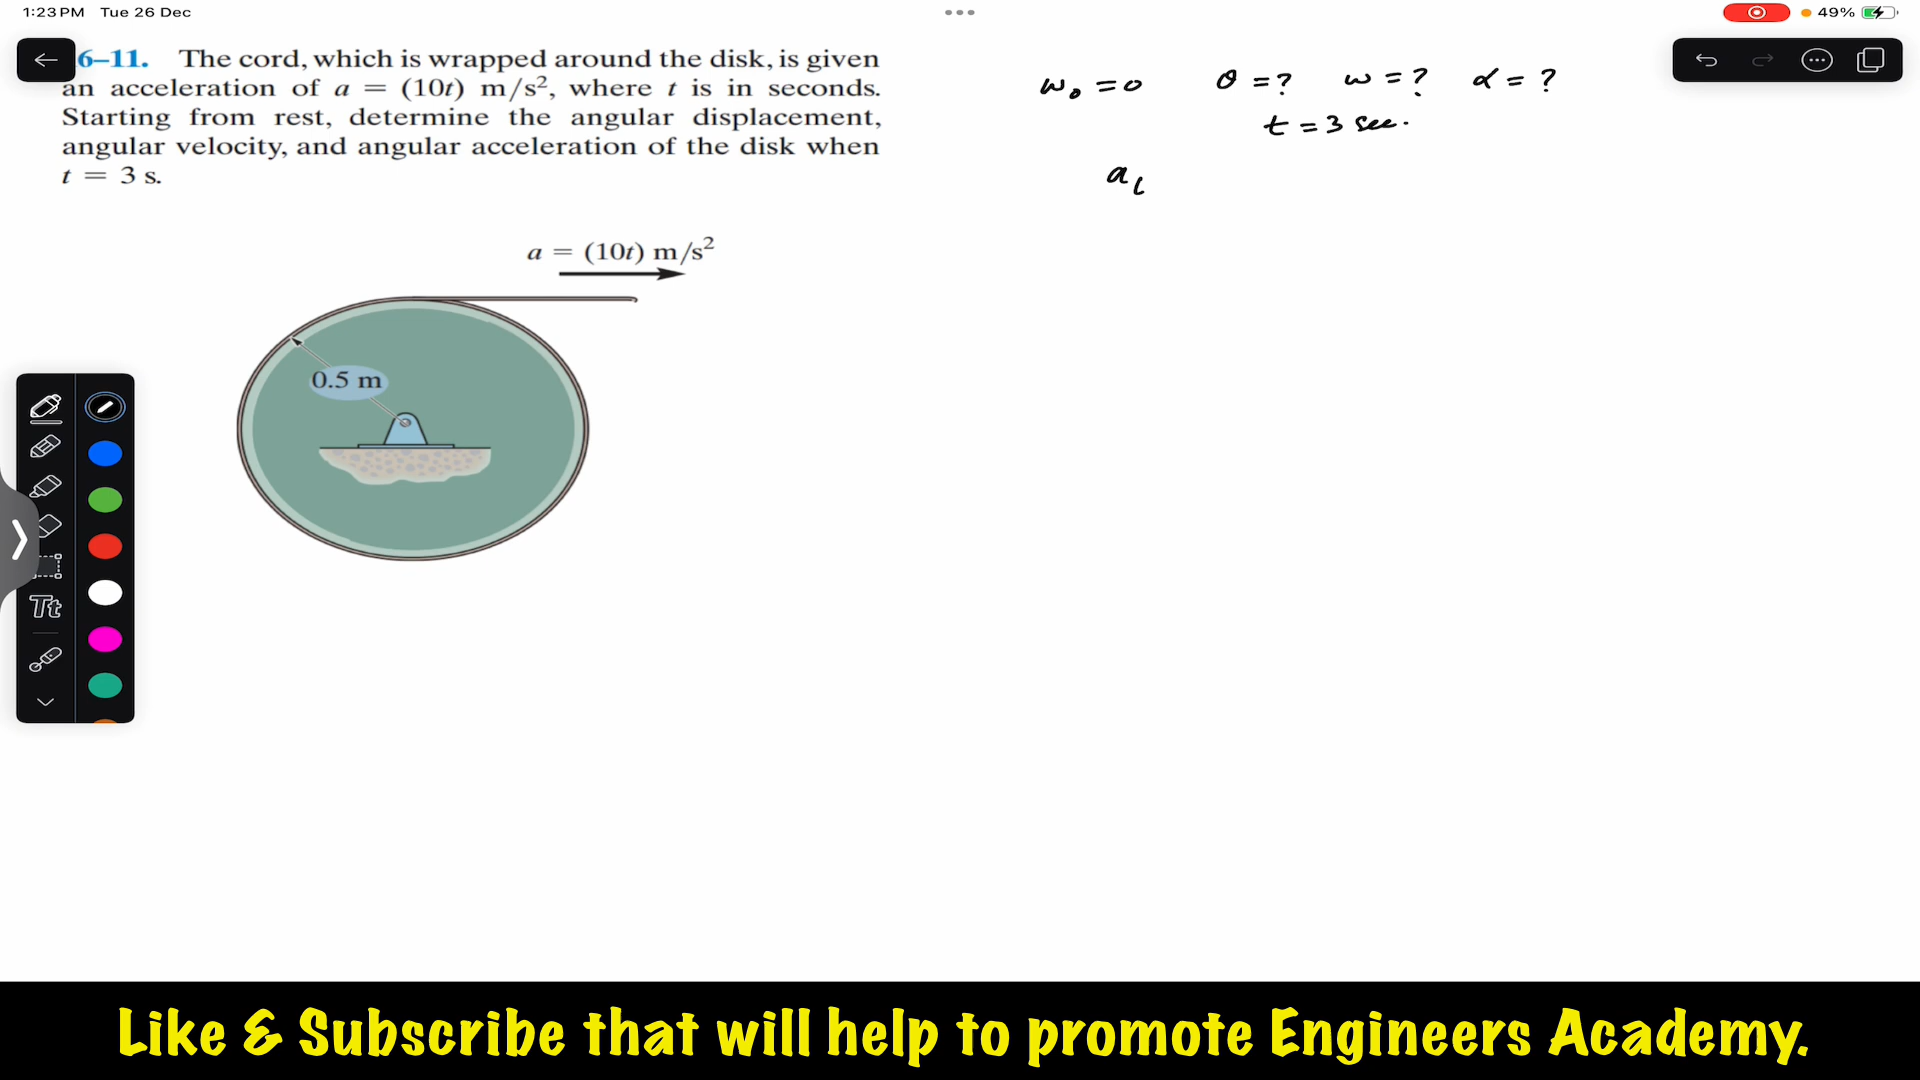 1:23 PM Tue 26 Dec
49%
6–11. The cord, which is wrapped around the disk, is given
an acceleration of a = (10t) m/s², where t is in seconds.
Starting from rest, determine the angular displacement,
angular velocity, and angular acceleration of the disk when
t = 3 s.
ω₀ = 0 θ = ? ω = ? α = ?
t = 3 sec.
a = (10t) m/s²
0.5 m
Tt
Like & Subscribe that will help to promote Engineers Academy.